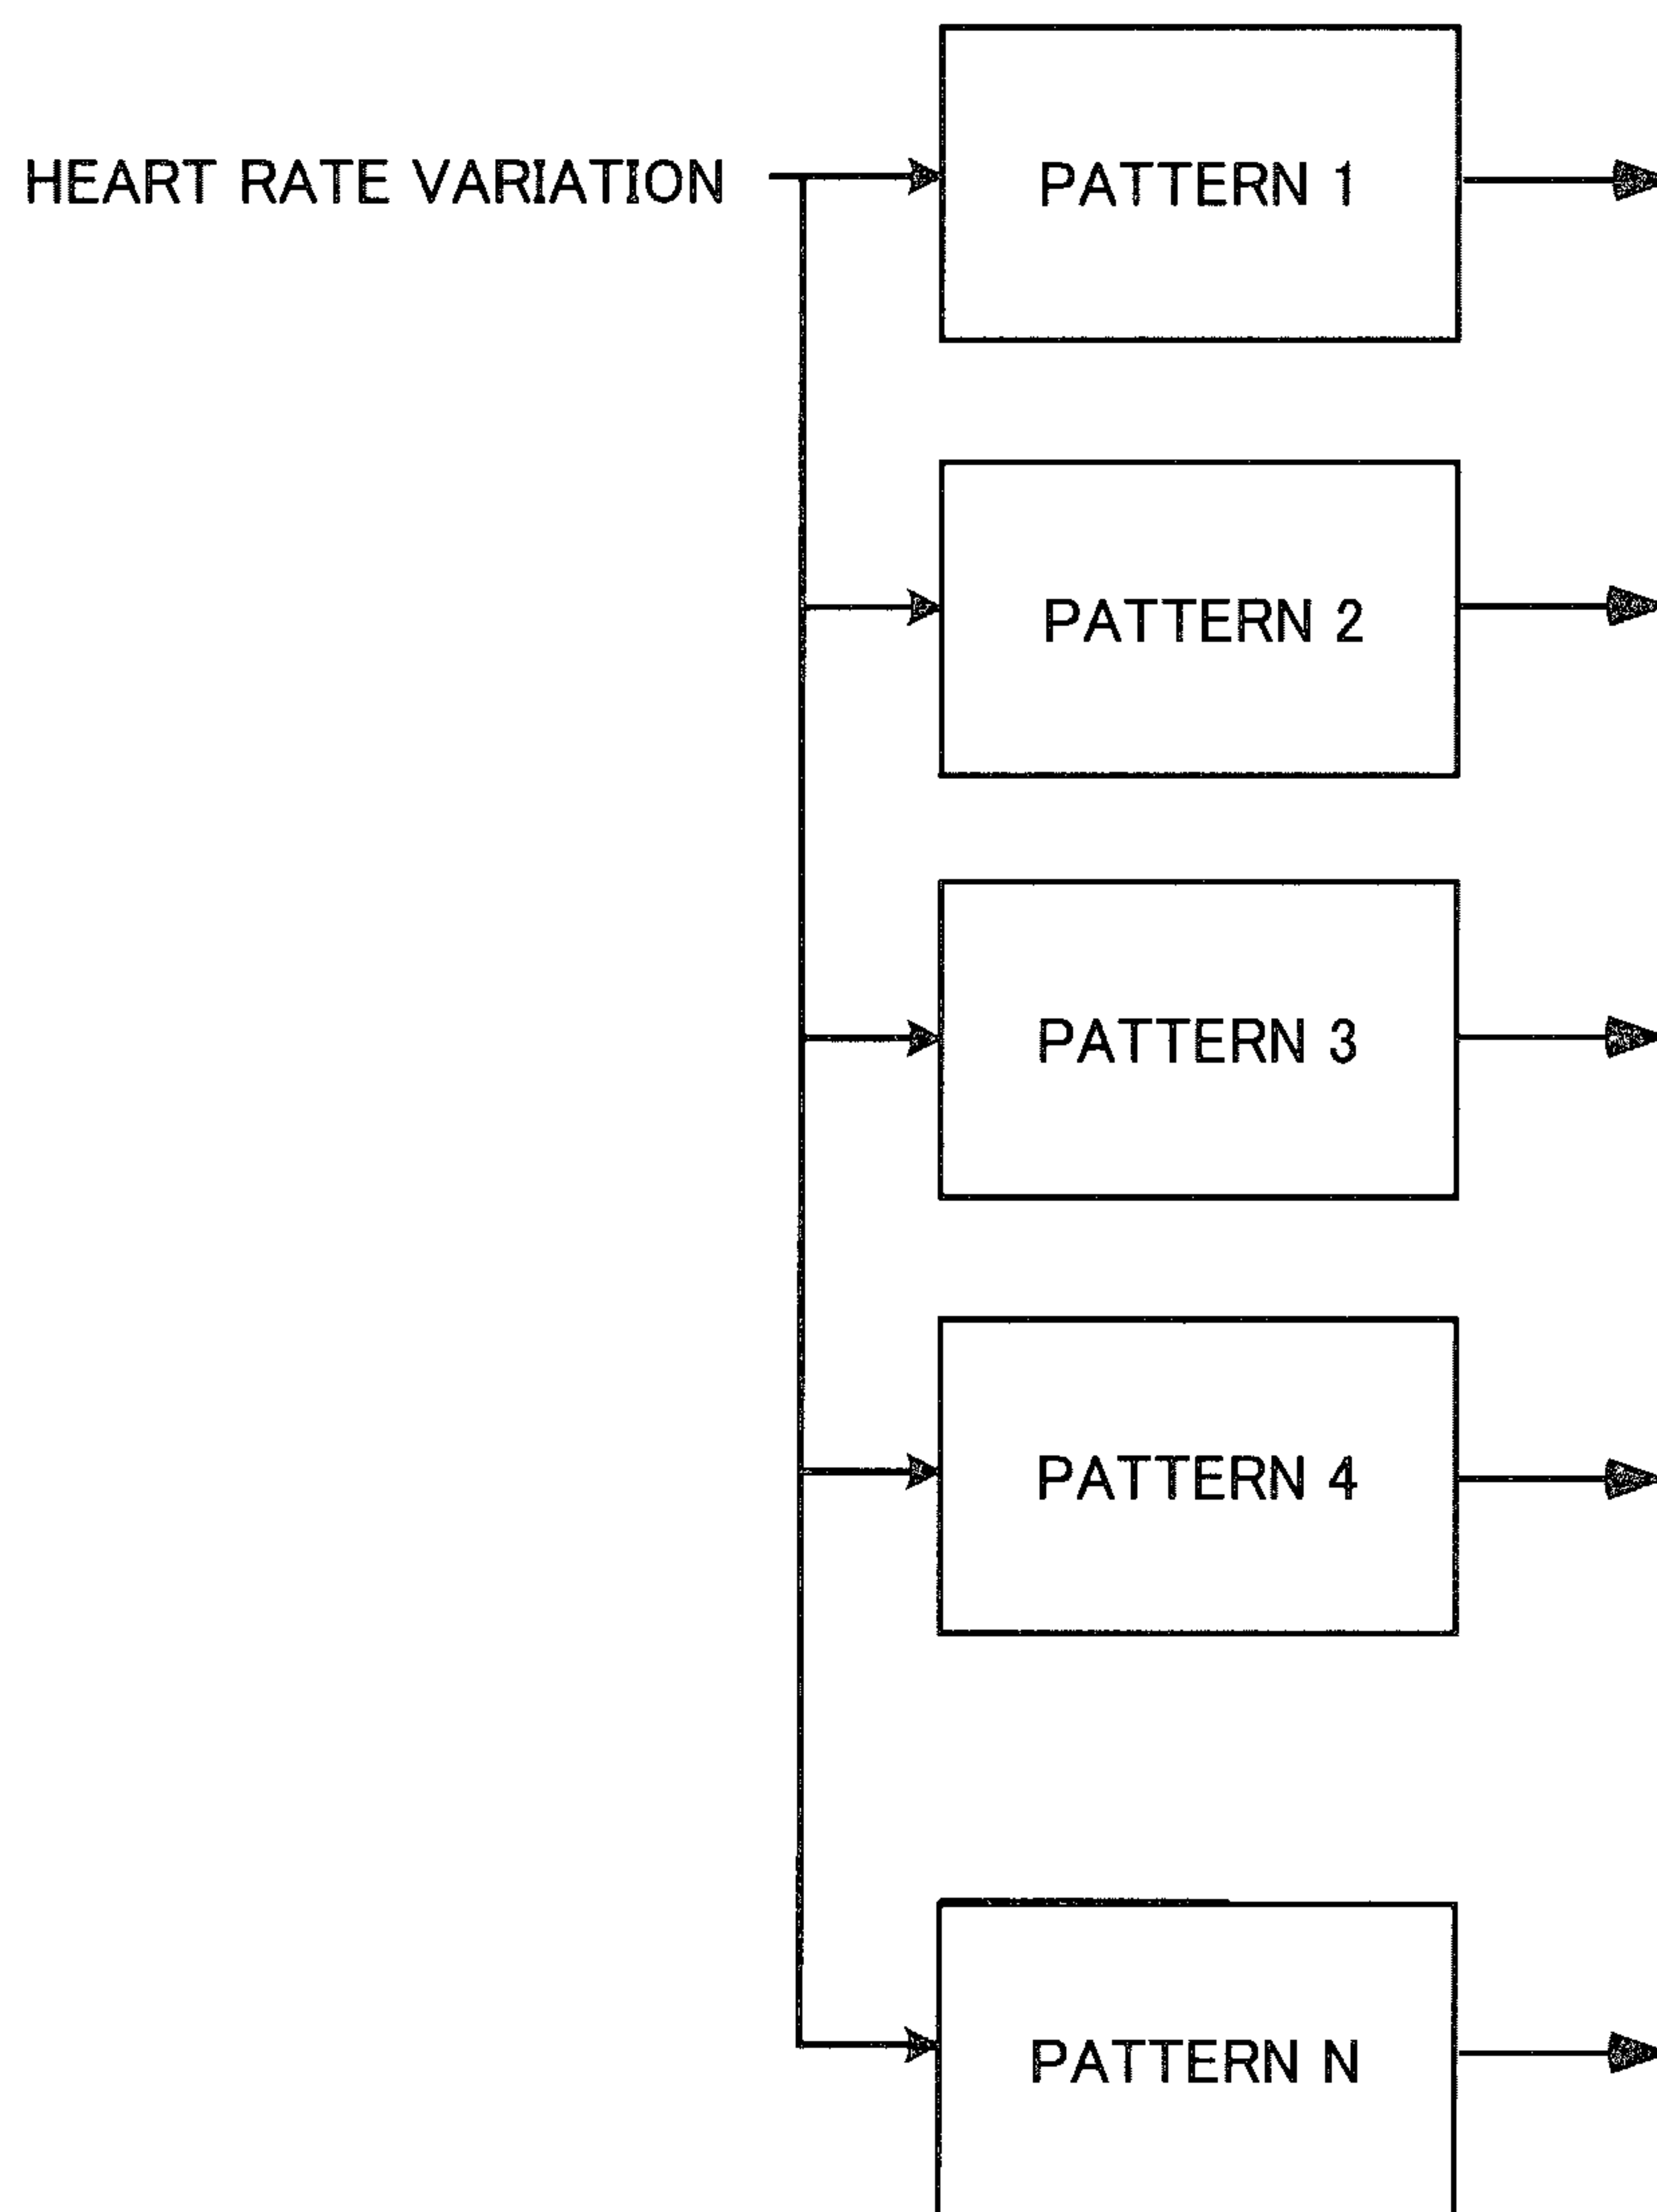 HEART RATE VARIATION
PATTERN 1
PATTERN 2
PATTERN 3
PATTERN 4
PATTERN N